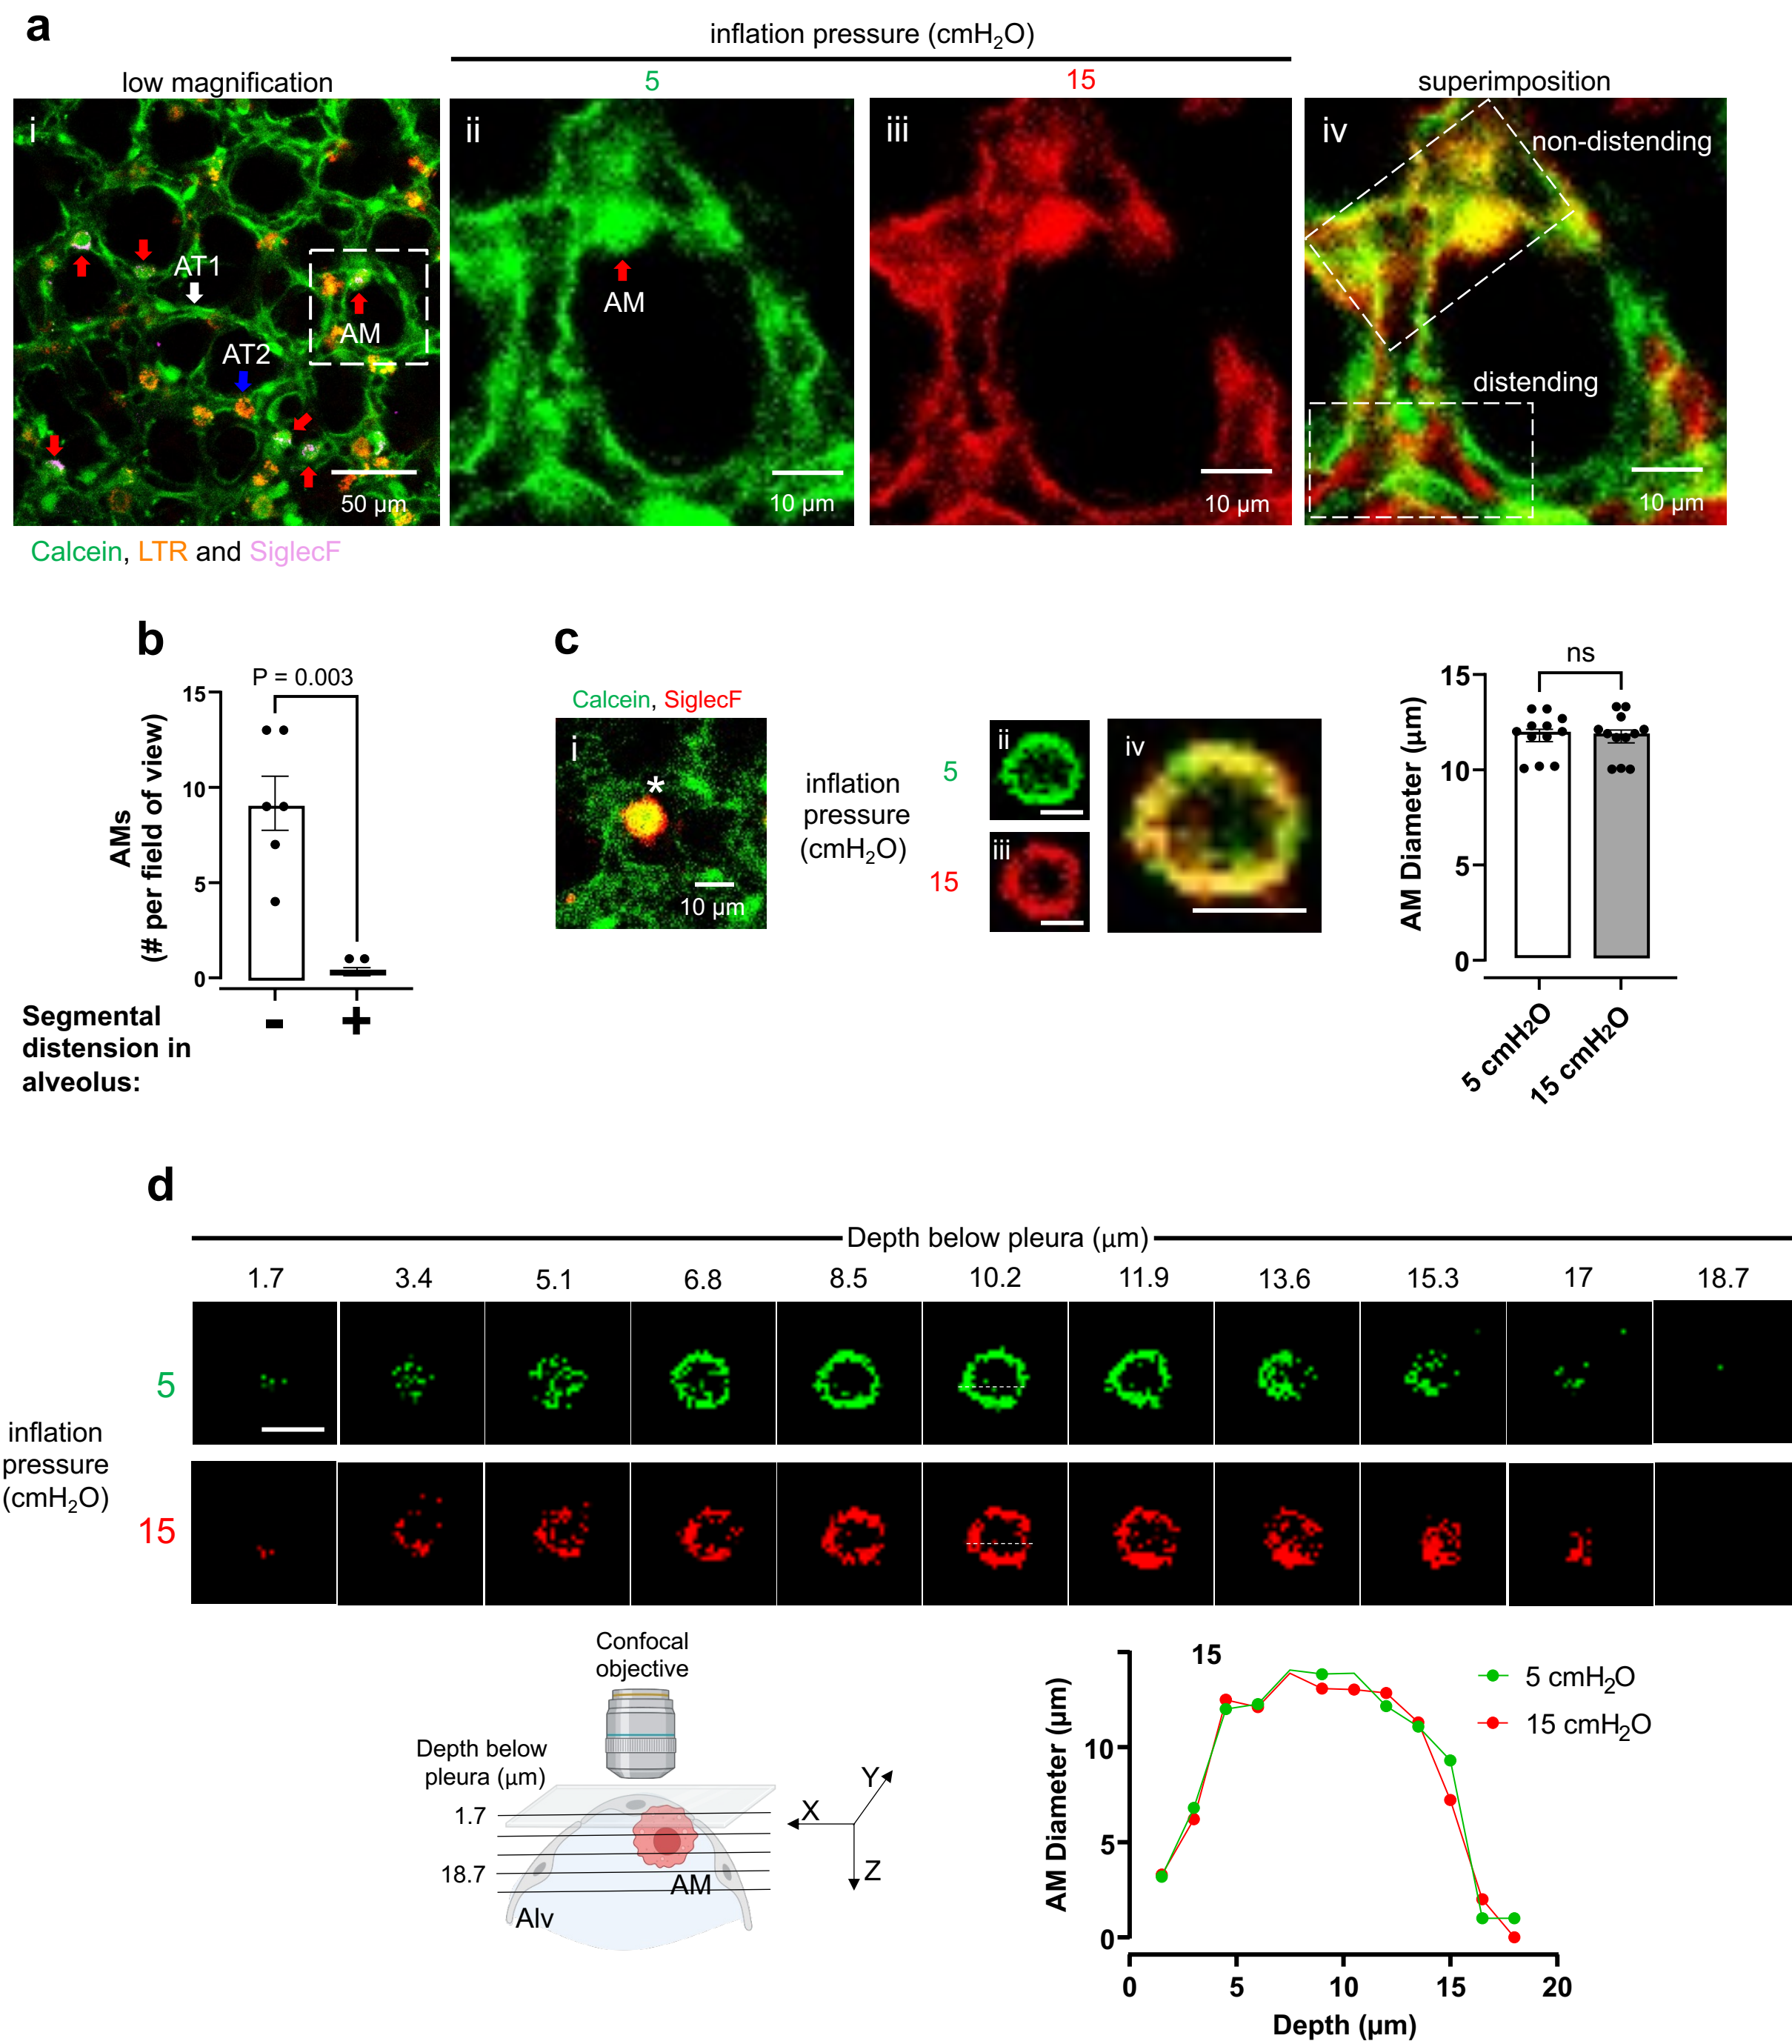 a
inflation pressure (cmH2O)
low magnification
5
15
superimposition
i
ii
iii
iv
non-distending
AT1
AM
AT2
AM
distending
50 µm
10 µm
10 µm
10 µm
Calcein, LTR and SiglecF
b
P = 0.003
AMs
(# per field of view)
15
10
5
0
-
+
Segmental
distension in
alveolus:
c
Calcein, SiglecF
i
*
10 µm
inflation
pressure
(cmH2O)
5
15
ii
iii
iv
ns
AM Diameter (µm)
15
10
5
0
5 cmH2O
15 cmH2O
d
Depth below pleura (µm)
1.7 3.4 5.1 6.8 8.5 10.2 11.9 13.6 15.3 17 18.7
inflation
pressure
(cmH2O)
5
15
Confocal
objective
Depth below
pleura (µm)
1.7
18.7
AM
Alv
X
Y
Z
AM Diameter (µm)
15
10
5
0
0 5 10 15 20
Depth (µm)
5 cmH2O
15 cmH2O